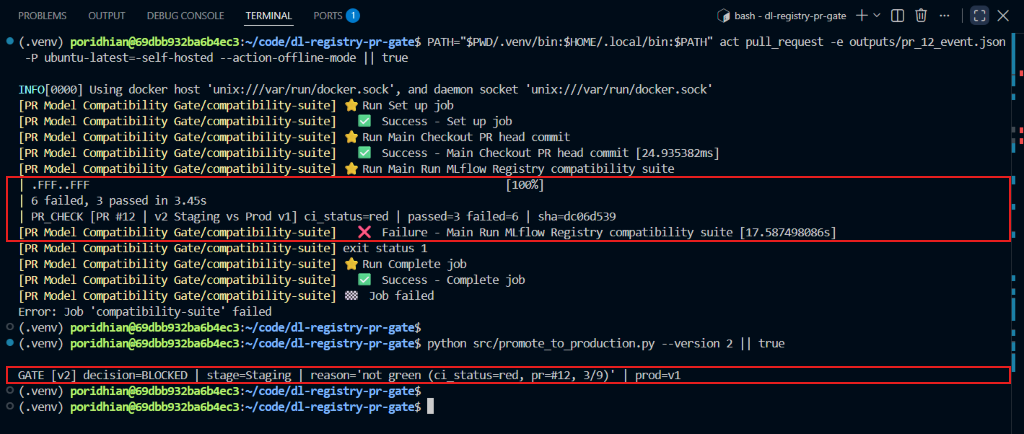 PROBLEMS OUTPUT DEBUG CONSOLE TERMINAL PORTS 1 bash - dl-registry-pr-gate
(.venv) poridhian@69dbb932ba6b4ec3:~/code/dl-registry-pr-gate$ PATH="$PWD/.venv/bin:$HOME/.local/bin:$PATH" act pull_request -e outputs/pr_12_event.json
-P ubuntu-latest=-self-hosted --action-offline-mode || true
INFO[0000] Using docker host 'unix:///var/run/docker.sock', and daemon socket 'unix:///var/run/docker.sock'
[PR Model Compatibility Gate/compatibility-suite] ⭐ Run Set up job
[PR Model Compatibility Gate/compatibility-suite] ✅ Success - Set up job
[PR Model Compatibility Gate/compatibility-suite] ⭐ Run Main Checkout PR head commit
[PR Model Compatibility Gate/compatibility-suite] ✅ Success - Main Checkout PR head commit [24.935382ms]
[PR Model Compatibility Gate/compatibility-suite] ⭐ Run Main Run MLflow Registry compatibility suite
| .FFF..FFF [100%]
| 6 failed, 3 passed in 3.45s
| PR_CHECK [PR #12 | v2 Staging vs Prod v1] ci_status=red | passed=3 failed=6 | sha=dc06d539
[PR Model Compatibility Gate/compatibility-suite] ❌ Failure - Main Run MLflow Registry compatibility suite [17.587498086s]
[PR Model Compatibility Gate/compatibility-suite] exit status 1
[PR Model Compatibility Gate/compatibility-suite] ⭐ Run Complete job
[PR Model Compatibility Gate/compatibility-suite] ✅ Success - Complete job
[PR Model Compatibility Gate/compatibility-suite] 🏁 Job failed
Error: Job 'compatibility-suite' failed
(.venv) poridhian@69dbb932ba6b4ec3:~/code/dl-registry-pr-gate$
(.venv) poridhian@69dbb932ba6b4ec3:~/code/dl-registry-pr-gate$ python src/promote_to_production.py --version 2 || true
GATE [v2] decision=BLOCKED | stage=Staging | reason='not green (ci_status=red, pr=#12, 3/9)' | prod=v1
(.venv) poridhian@69dbb932ba6b4ec3:~/code/dl-registry-pr-gate$
(.venv) poridhian@69dbb932ba6b4ec3:~/code/dl-registry-pr-gate$